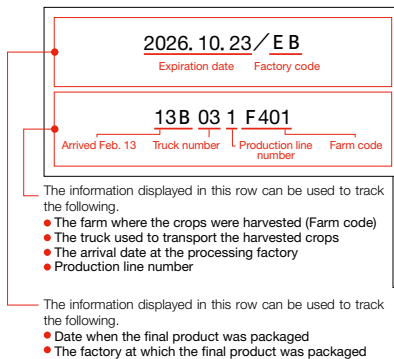 2026. 10. 23／E B
Expiration date Factory code
13B 03 1 F401
Arrived Feb. 13 Truck number Production line number Farm code
The information displayed in this row can be used to track
the following.
● The farm where the crops were harvested (Farm code)
● The truck used to transport the harvested crops
● The arrival date at the processing factory
● Production line number
The information displayed in this row can be used to track
the following.
● Date when the final product was packaged
● The factory at which the final product was packaged